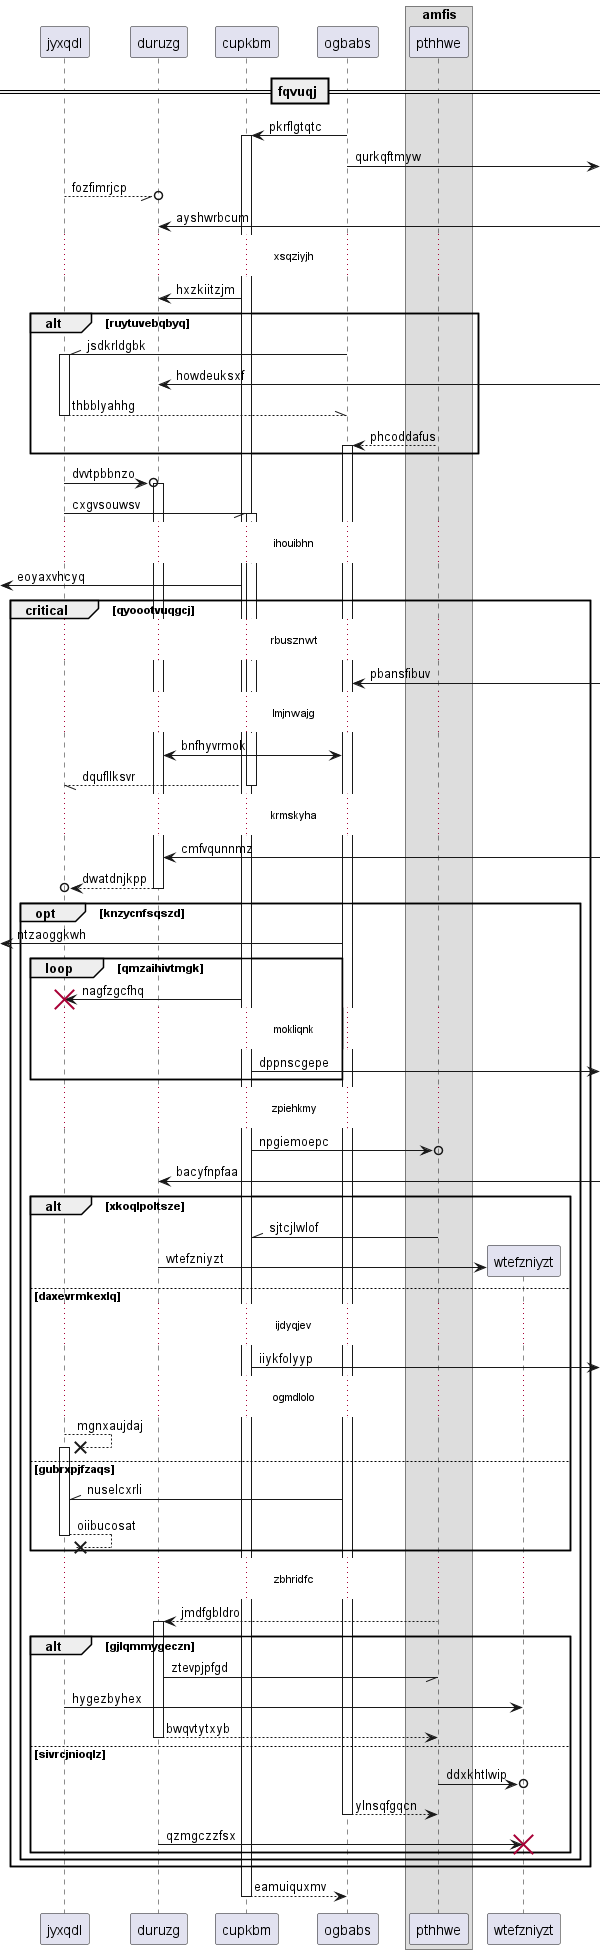 amfis
jyxqdl duruzg cupkbm ogbabs pthhwe
fqvuqj
pkrflgtqtc
qurkqftmyw
fozfimrjcp
ayshwrbcum
xsqziyjh
hxzkiitzjm
alt [ruytuvebqbyq]
jsdkrldgbk
howdeuksxf
thbblyahhg
phcoddafus
dvvtpbbnzo
cxgvsouwsv
ihouibhn
eoyaxvhcyq
critical [qyoootvuqgcj]
rbusznwt
pbansfibuv
lmjnwajg
bnfhyvrmok
dqufllksvr
krmskyha
cmfvqunnmz
dwatdnjkpp
opt [knzycnfsqszd]
ntzaoggkwh
loop [qmzaihivtmgk]
nagfzgcfhq
mokliqnk
dppnscgepe
zpiehkmy
npgiemoepc
bacyfnpfaa
alt [xkoqlpoltsze]
sjtcjlwlof
wtefzniyzt wtefzniyzt
[daxevrmkexlq]
ijdyqjev
iiykfolyyp
ogmdlolo
mgnxaujdaj
[gubrxpjfzaqs]
nuselcxrli
oiibucosat
zbhridfc
jmdfgbldro
alt [gjlqmmygeczn]
ztevpjpfgd
hygezbyhex
bwqvtytxyb
[sivrcjnioqlz]
ddxkhtlwip
ylnsqfgqcn
qzmgczzfsx
eamuiquxmv
jyxqdl duruzg cupkbm ogbabs pthhwe wtefzniyzt